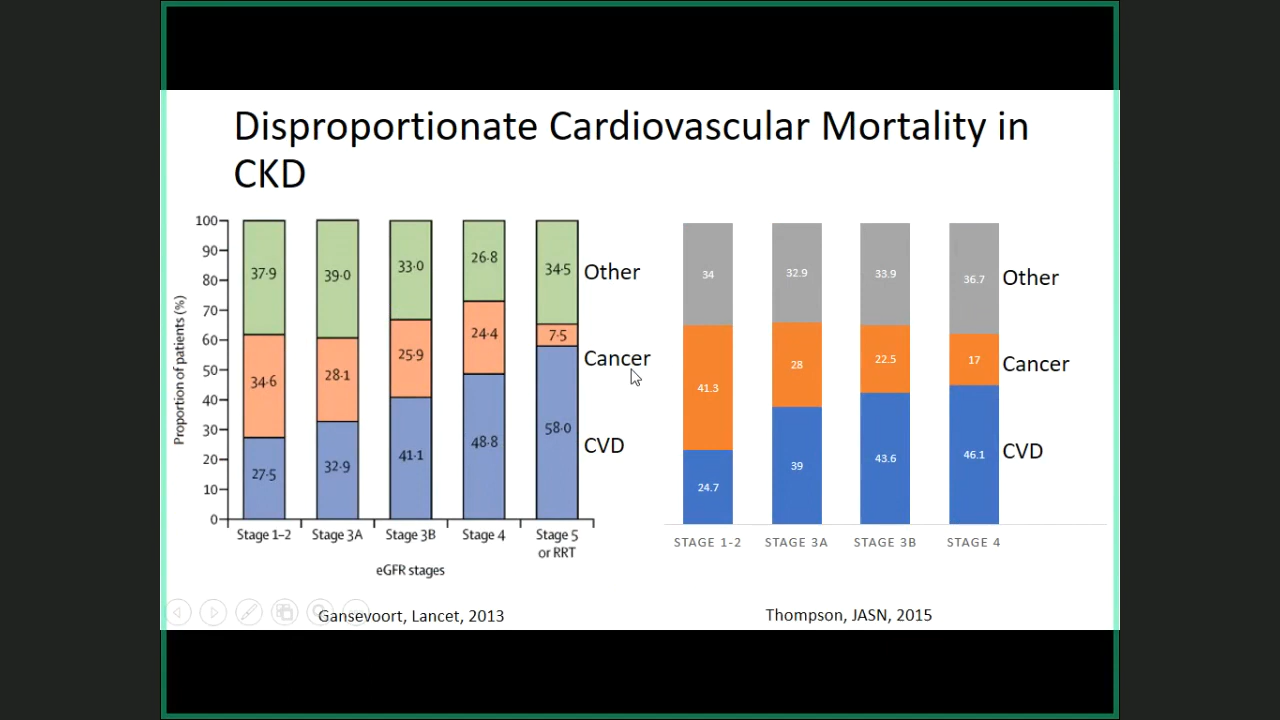 Disproportionate Cardiovascular Mortality in
CKD
Proportion of patients (%)
100
90
80
70
60
50
40
30
20
10
0
37·9
34·6
27·5
39·0
28·1
32·9
33·0
25·9
41·1
26·8
24·4
48·8
34·5
7·5
58·0
Other
Cancer
CVD
Stage 1–2
Stage 3A
Stage 3B
Stage 4
Stage 5
or RRT
eGFR stages
Gansevoort, Lancet, 2013
34
41.3
24.7
32.9
28
39
33.9
22.5
43.6
36.7
17
46.1
Other
Cancer
CVD
STAGE 1-2
STAGE 3A
STAGE 3B
STAGE 4
Thompson, JASN, 2015